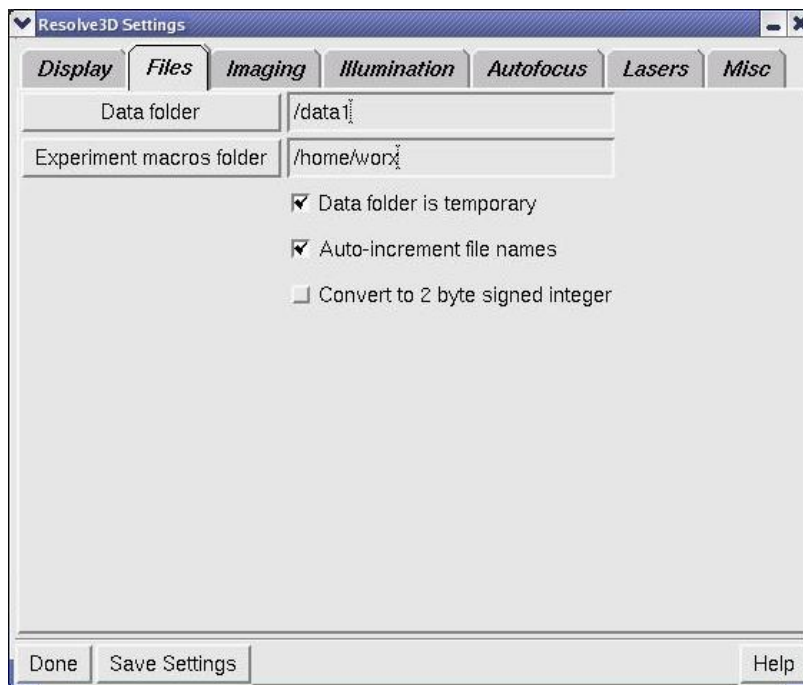 Resolve3D Settings
Display Files Imaging Illumination Autofocus Lasers Misc
Data folder /data1
Experiment macros folder /home/worx
Data folder is temporary
Auto-increment file names
Convert to 2 byte signed integer
Done Save Settings Help